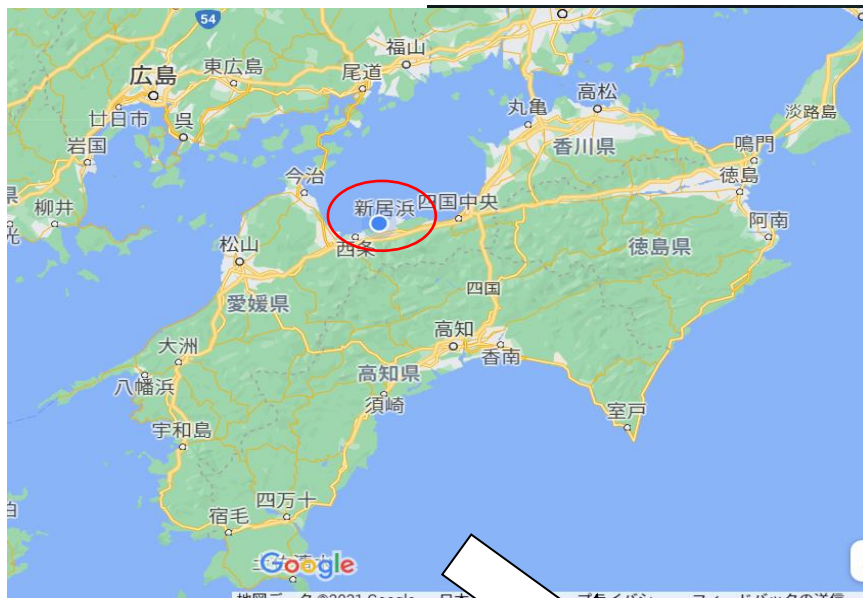 54
福山
広島
東広島
尾道
高松
廿日市
呉
丸亀
淡路島
岩国
香川県
鳴門
今治
徳島
柳井
新居浜
四国中央
阿南
光
西条
松山
徳島県
四国
愛媛県
高知
大洲
香南
高知県
八幡浜
須崎
室戸
宇和島
四万十
宿毛
Google